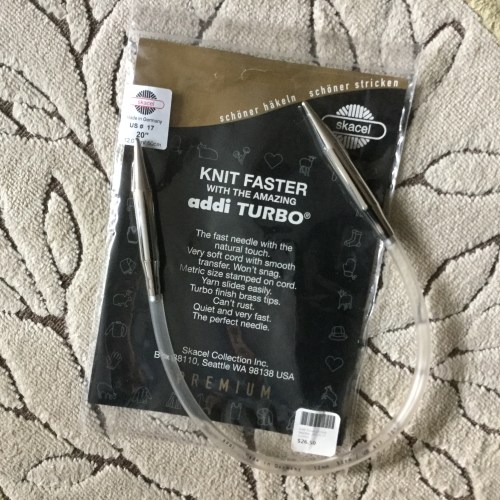 schöner häkeln schöner stricken
skacel
Made in Germany
US # 17
20"
skacel
KNIT FASTER
WITH THE AMAZING
addi TURBO®
The fast needle with the
natural touch.
Very soft cord with smooth
transfer. Won't snag.
Metric size stamped on cord.
Yarn slides easily.
Turbo finish brass tips.
Can't rust.
Quiet and very fast.
The perfect needle.
Skacel Collection Inc.
Box 88110, Seattle WA 98138 USA
PREMIUM